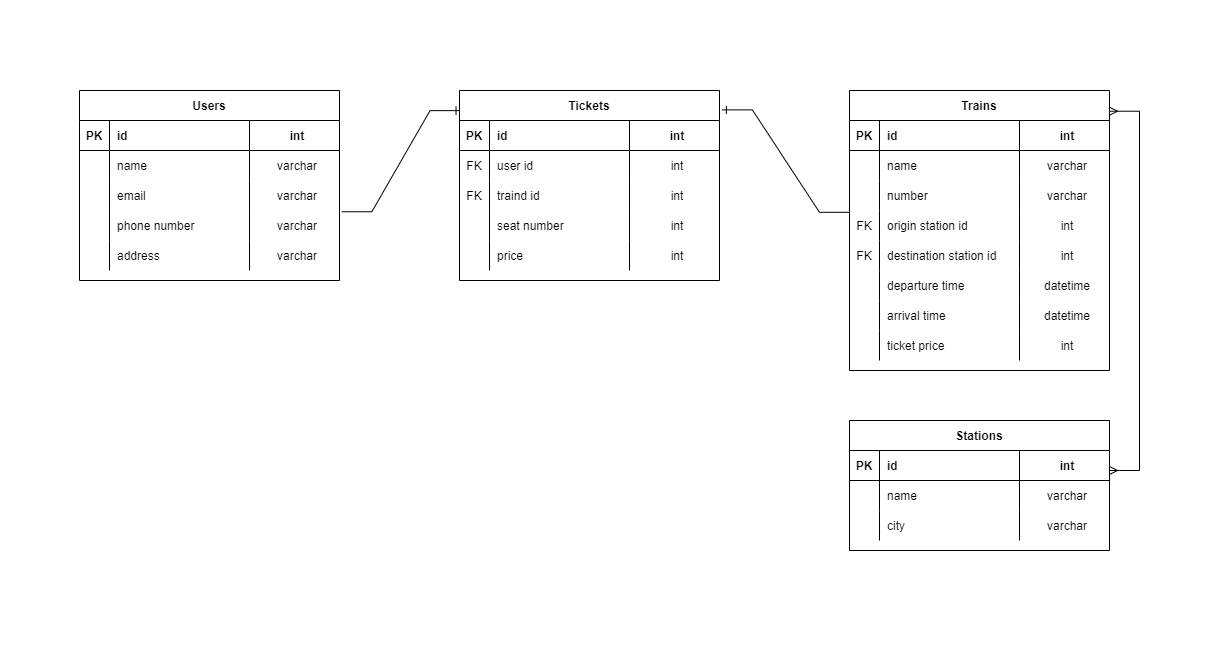 Users
PK id int
name varchar
email varchar
phone number varchar
address varchar
Tickets
PK id int
FK user id int
FK traind id int
seat number int
price int
Trains
PK id int
name varchar
number varchar
FK origin station id int
FK destination station id int
departure time datetime
arrival time datetime
ticket price int
Stations
PK id int
name varchar
city varchar